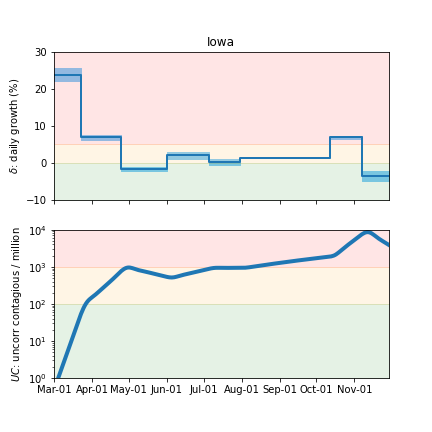 Iowa
δ: daily growth (%)
30
20
10
0
−10
UC: uncorr contagious / million
10⁴
10³
10²
10¹
10⁰
Mar-01 Apr-01 May-01 Jun-01 Jul-01 Aug-01 Sep-01 Oct-01 Nov-01